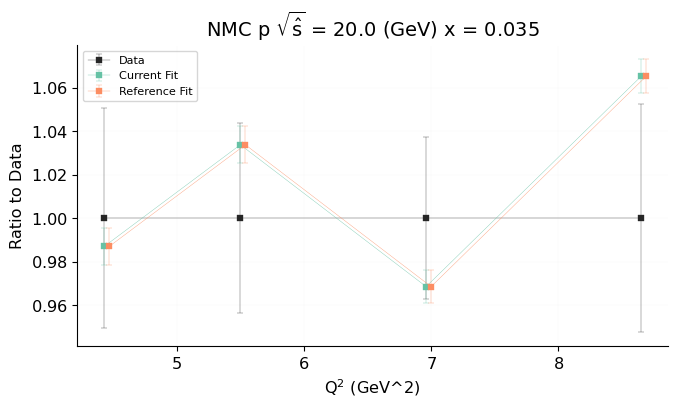 NMC p √ŝ = 20.0 (GeV) x = 0.035
Data
Current Fit
Reference Fit
Ratio to Data
1.06
1.04
1.02
1.00
0.98
0.96
5 6 7 8
Q² (GeV^2)